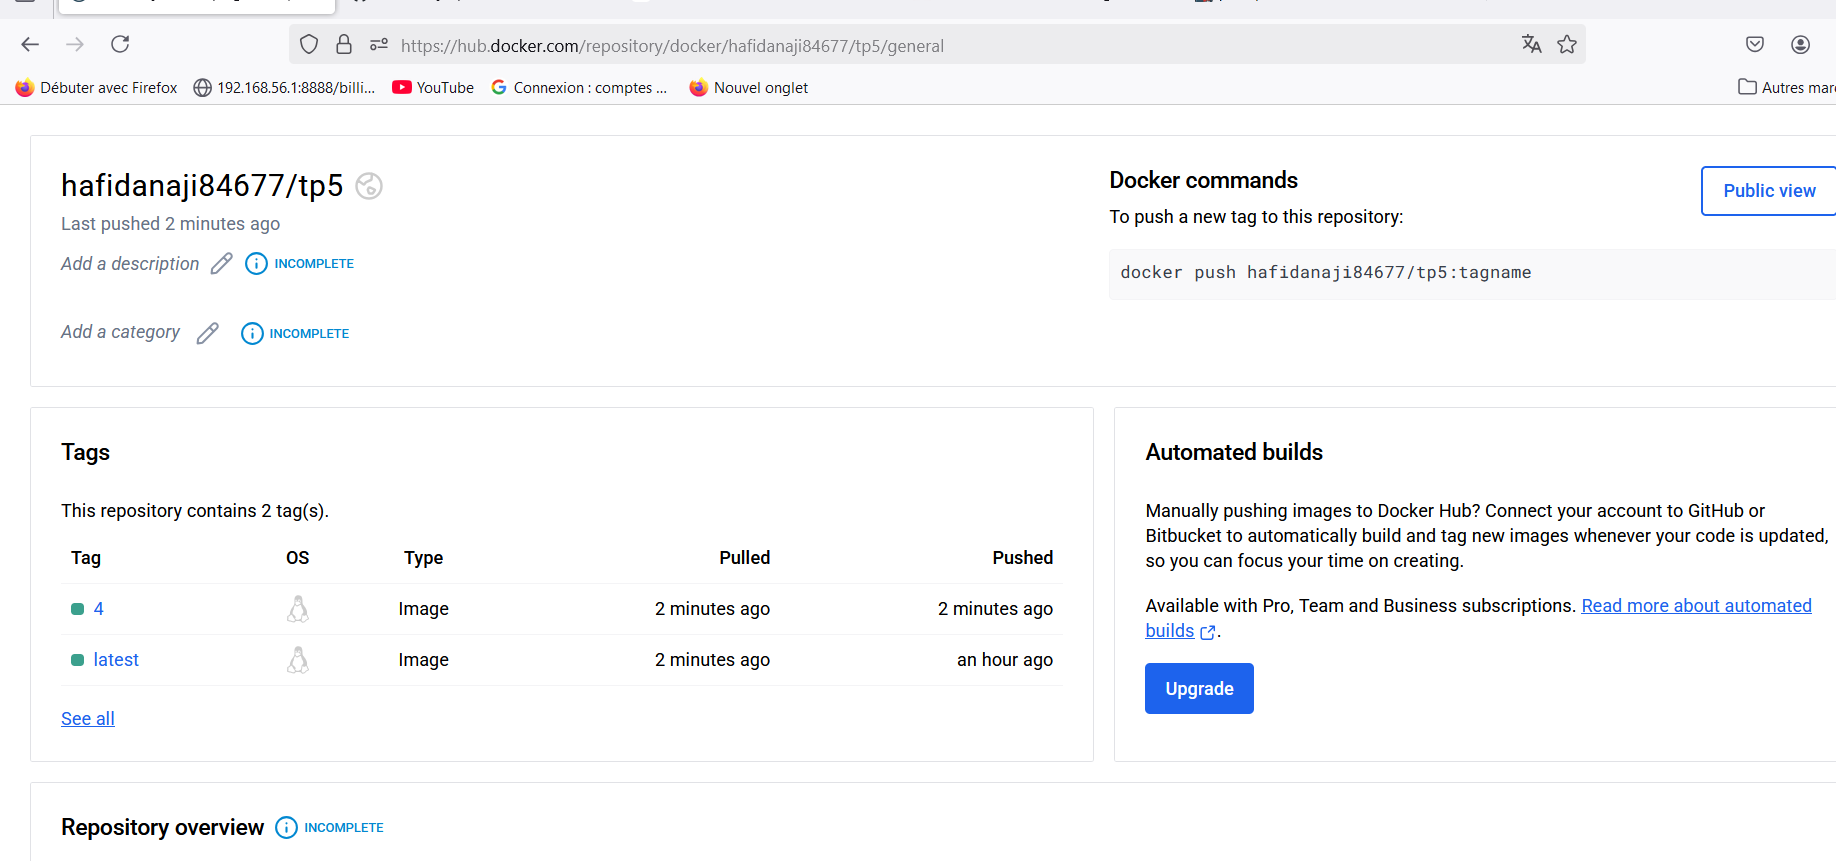 https://hub.docker.com/repository/docker/hafidanaji84677/tp5/general
Débuter avec Firefox
192.168.56.1:8888/billi...
YouTube
Connexion : comptes ...
Nouvel onglet
Autres mar
hafidanaji84677/tp5
Last pushed 2 minutes ago
Add a description
INCOMPLETE
Add a category
INCOMPLETE
Docker commands
Public view
To push a new tag to this repository:
docker push hafidanaji84677/tp5:tagname
Tags
This repository contains 2 tag(s).
Tag OS Type Pulled Pushed
4 Image 2 minutes ago 2 minutes ago
latest Image 2 minutes ago an hour ago
See all
Automated builds
Manually pushing images to Docker Hub? Connect your account to GitHub or
Bitbucket to automatically build and tag new images whenever your code is updated,
so you can focus your time on creating.
Available with Pro, Team and Business subscriptions. Read more about automated
builds .
Upgrade
Repository overview
INCOMPLETE